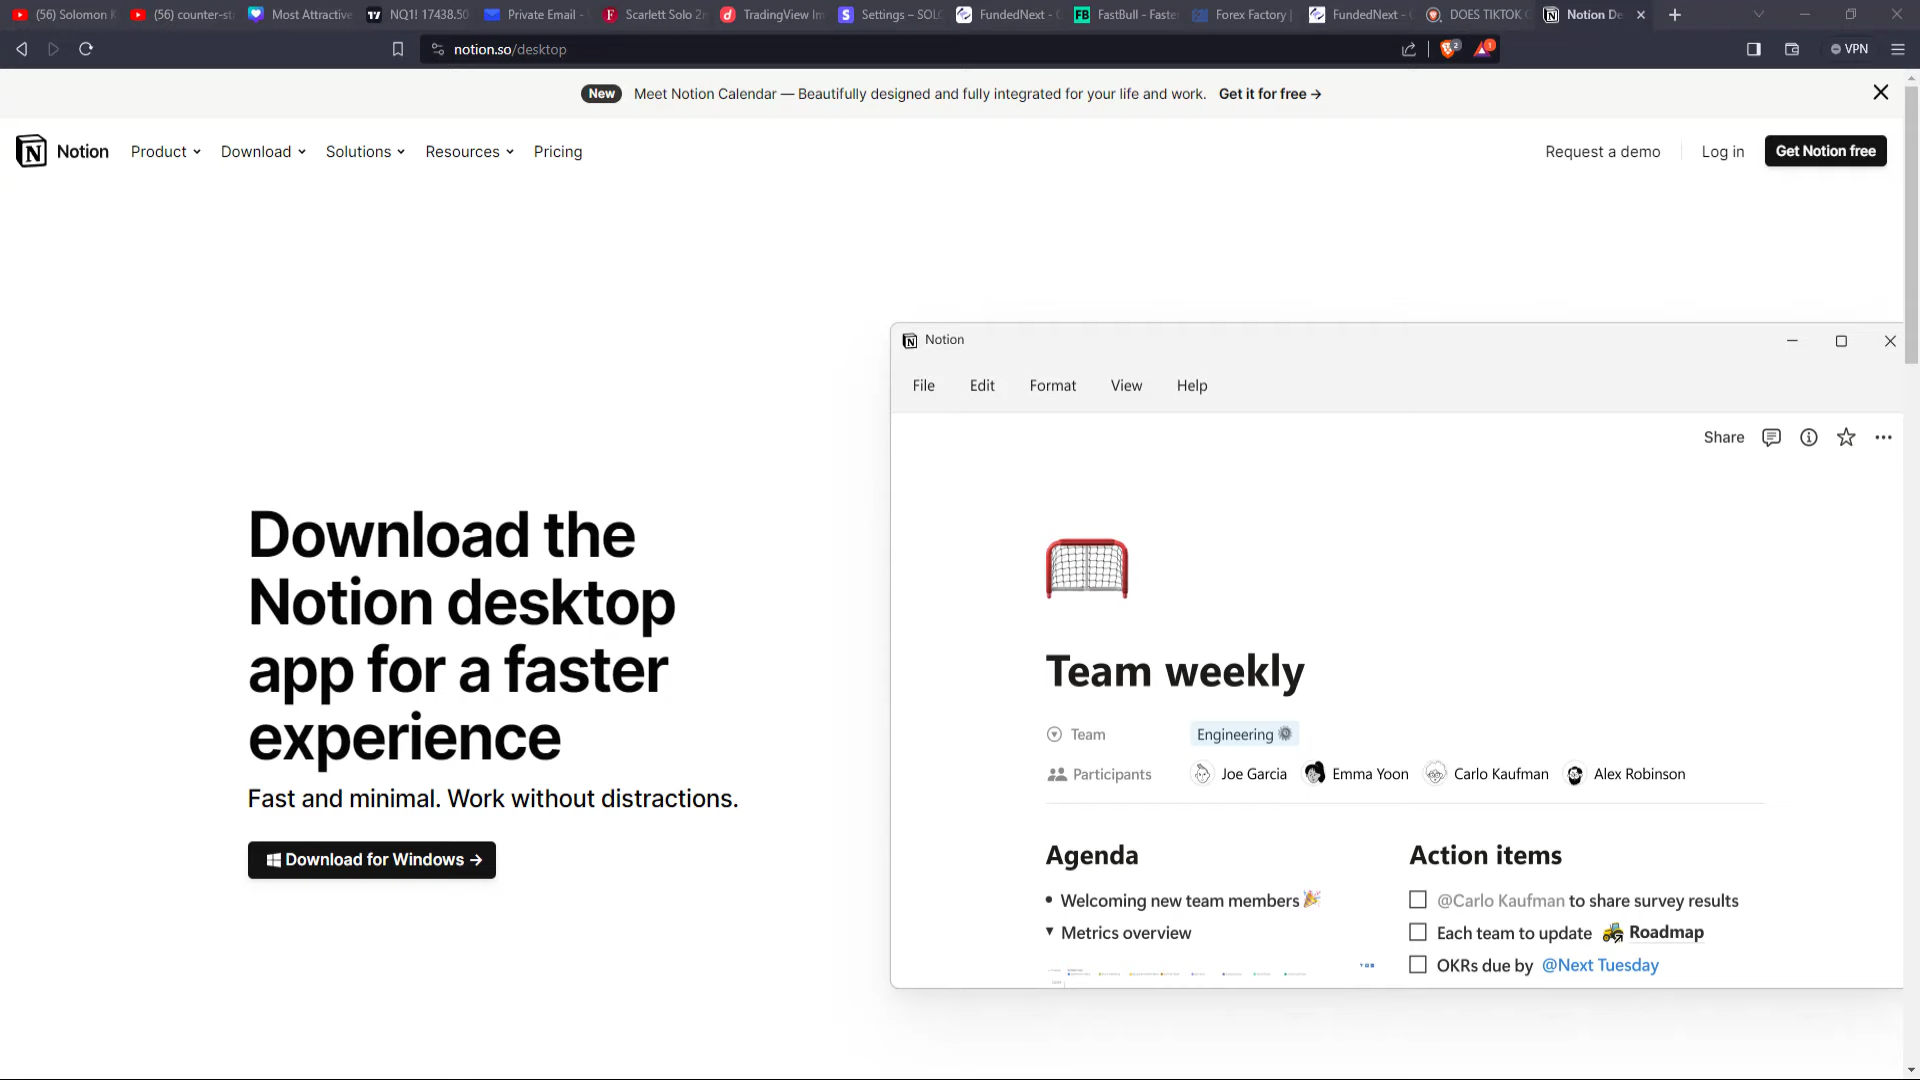 (56) Solomon
(56) counter-st
Most Attractive
NQ1! 17438.50
Private Email -
Scarlett Solo 2n
TradingView In
Settings – SOLO
FundedNext -
FastBull - Faste
Forex Factory |
FundedNext -
DOES TIKTOK
Notion De
notion.so/desktop
2
1
VPN
New Meet Notion Calendar — Beautifully designed and fully integrated for your life and work. Get it for free →
Notion Product Download Solutions Resources Pricing
Request a demo Log in Get Notion free
Download the
Notion desktop
app for a faster
experience
Fast and minimal. Work without distractions.
Download for Windows →
Notion
File Edit Format View Help
Share
Team weekly
Team Engineering
Participants Joe Garcia Emma Yoon Carlo Kaufman Alex Robinson
Agenda
• Welcoming new team members
Metrics overview
Action items
@Carlo Kaufman to share survey results
Each team to update Roadmap
OKRs due by @Next Tuesday